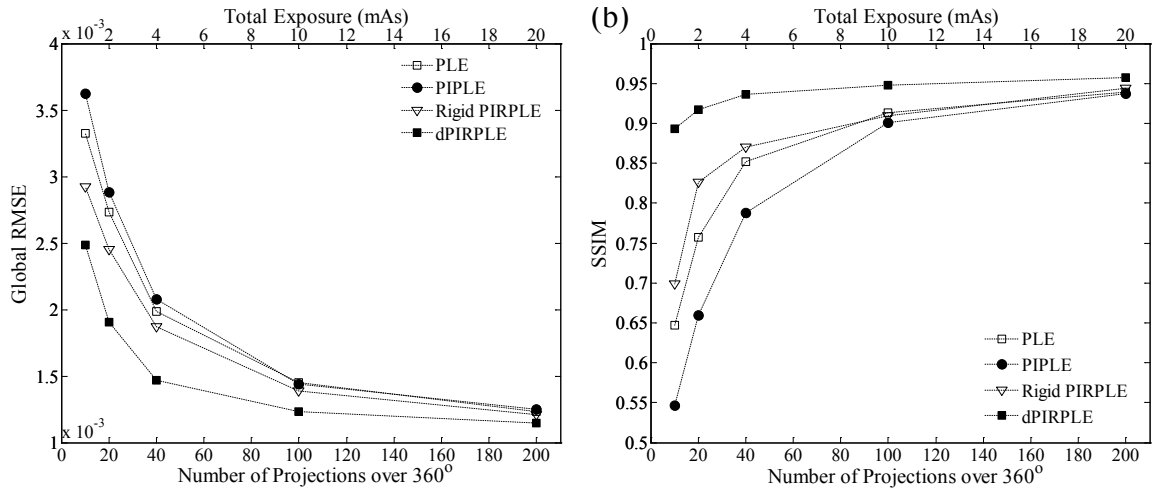 Total Exposure (mAs)
0 2 4 6 8 10 12 14 16 18 20
4 x 10⁻³
3.5
3
2.5
2
1.5
1 x 10⁻³
Global RMSE
PLE
PIPLE
Rigid PIRPLE
dPIRPLE
0 20 40 60 80 100 120 140 160 180 200
Number of Projections over 360°
(b)
Total Exposure (mAs)
0 2 4 6 8 10 12 14 16 18 20
1
0.95
0.9
0.85
0.8
0.75
0.7
0.65
0.6
0.55
0.5
SSIM
PLE
PIPLE
Rigid PIRPLE
dPIRPLE
0 20 40 60 80 100 120 140 160 180 200
Number of Projections over 360°